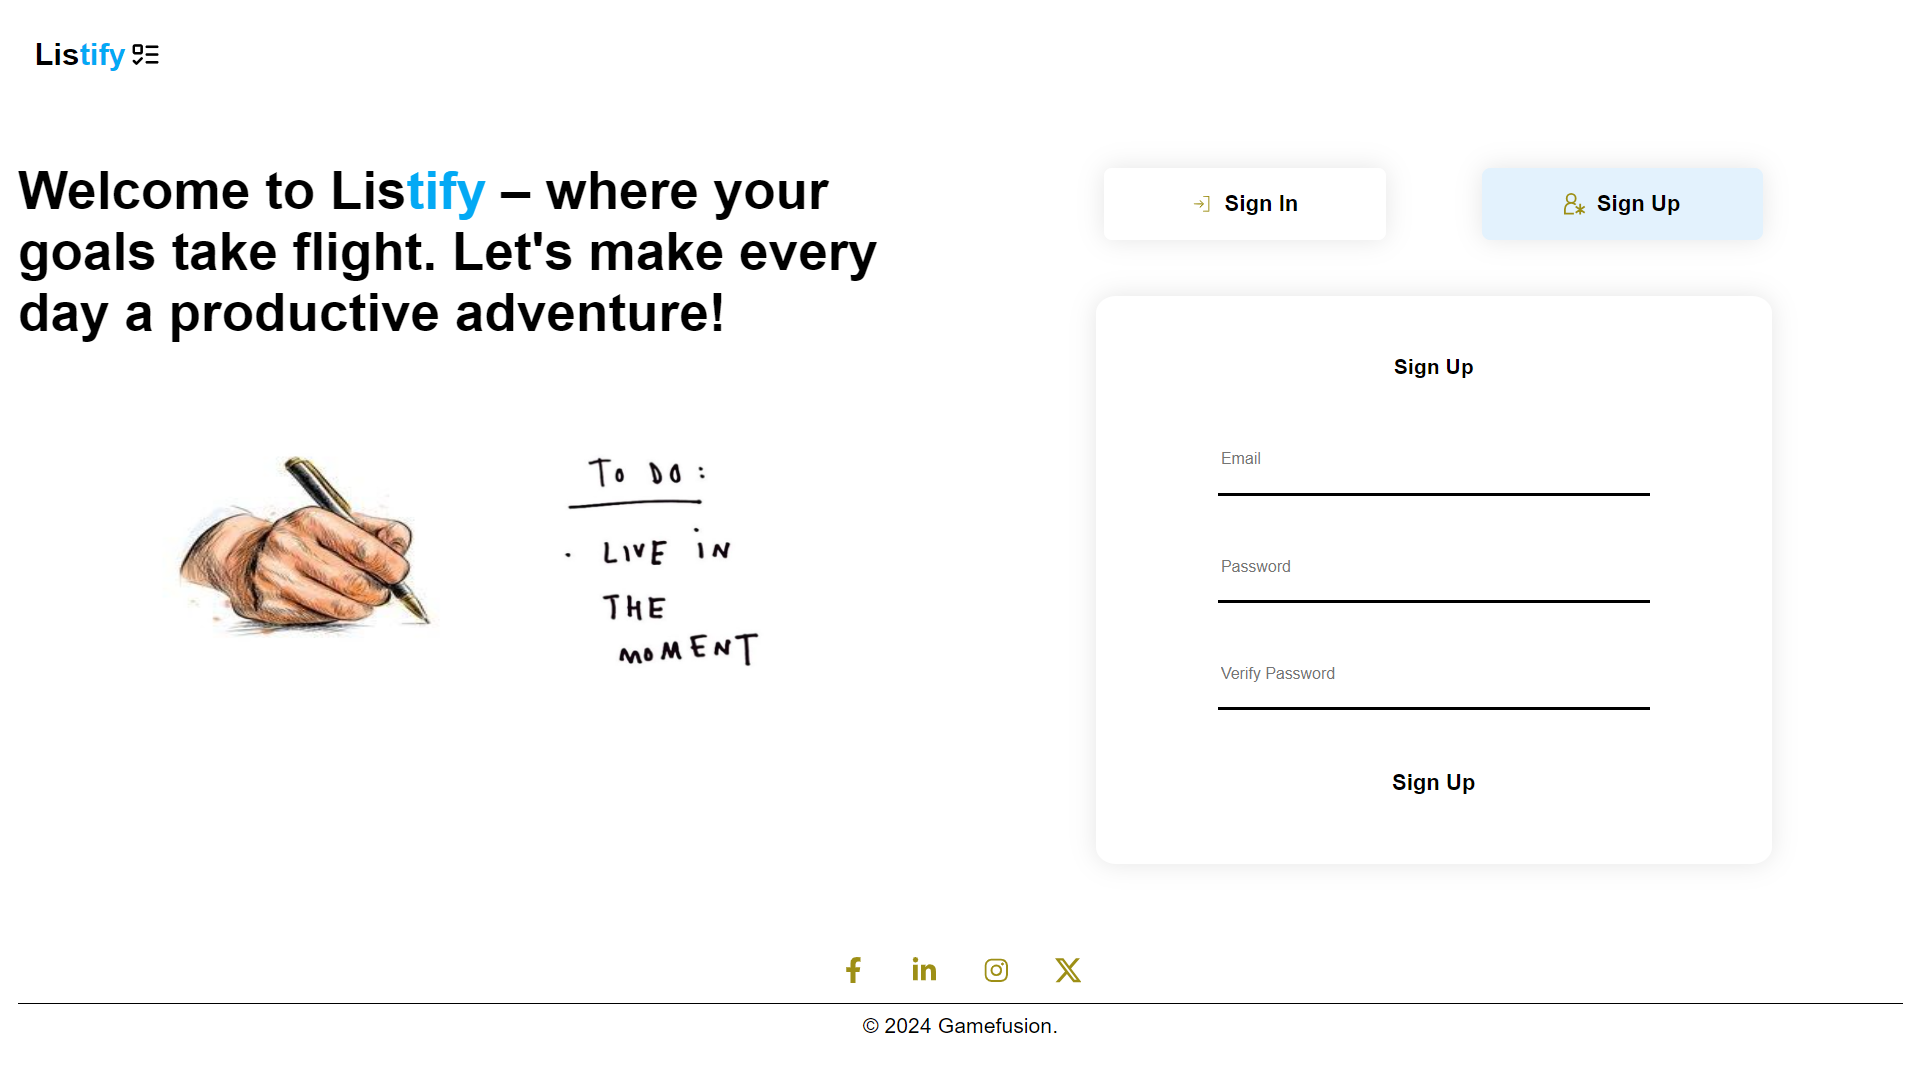 Listify
Welcome to Listify – where your
goals take flight. Let's make every
day a productive adventure!
To Do:
· LIVE IN
THE
MOMENT
Sign In
Sign Up
Sign Up
Email
Password
Verify Password
Sign Up
© 2024 Gamefusion.